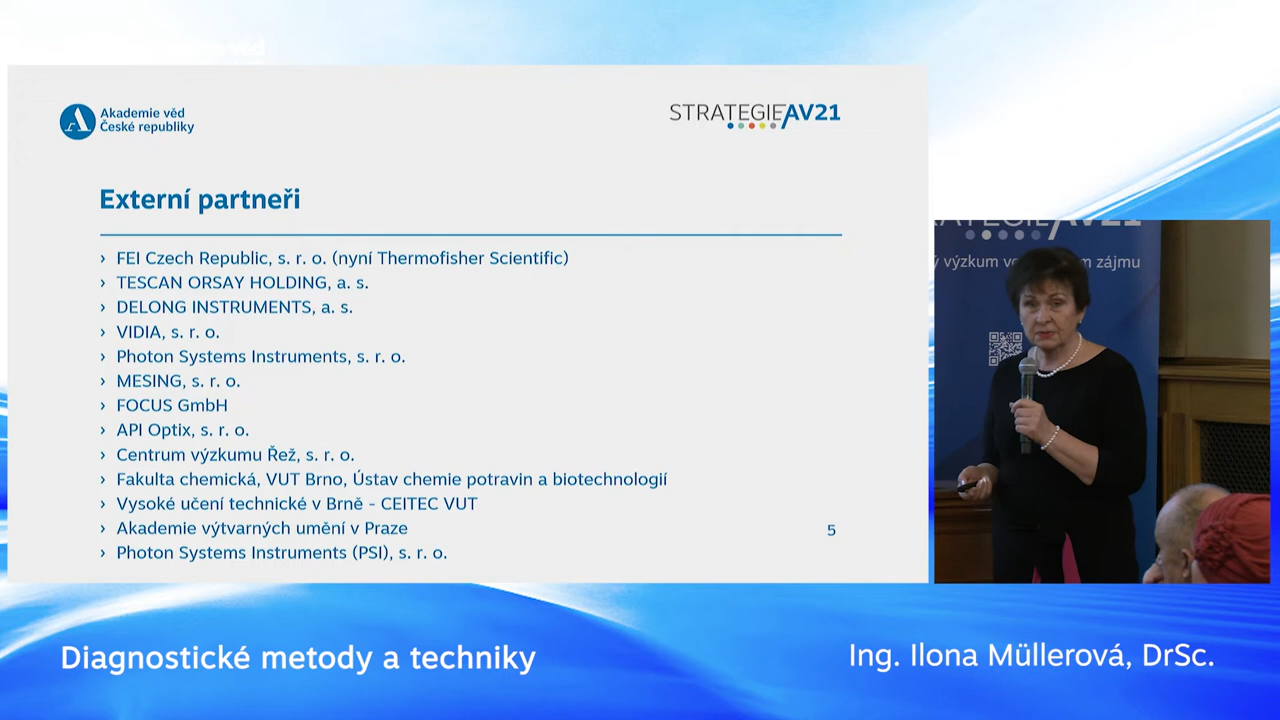 Akademie věd
České republiky
STRATEGIE AV21
Externí partneři
› FEI Czech Republic, s. r. o. (nyní Thermofisher Scientific)
› TESCAN ORSAY HOLDING, a. s.
› DELONG INSTRUMENTS, a. s.
› VIDIA, s. r. o.
› Photon Systems Instruments, s. r. o.
› MESING, s. r. o.
› FOCUS GmbH
› API Optix, s. r. o.
› Centrum výzkumu Řež, s. r. o.
› Fakulta chemická, VUT Brno, Ústav chemie potravin a biotechnologií
› Vysoké učení technické v Brně - CEITEC VUT
› Akademie výtvarných umění v Praze
› Photon Systems Instruments (PSI), s. r. o.
5
výzkum ve zájmu
Diagnostické metody a techniky
Ing. Ilona Müllerová, DrSc.